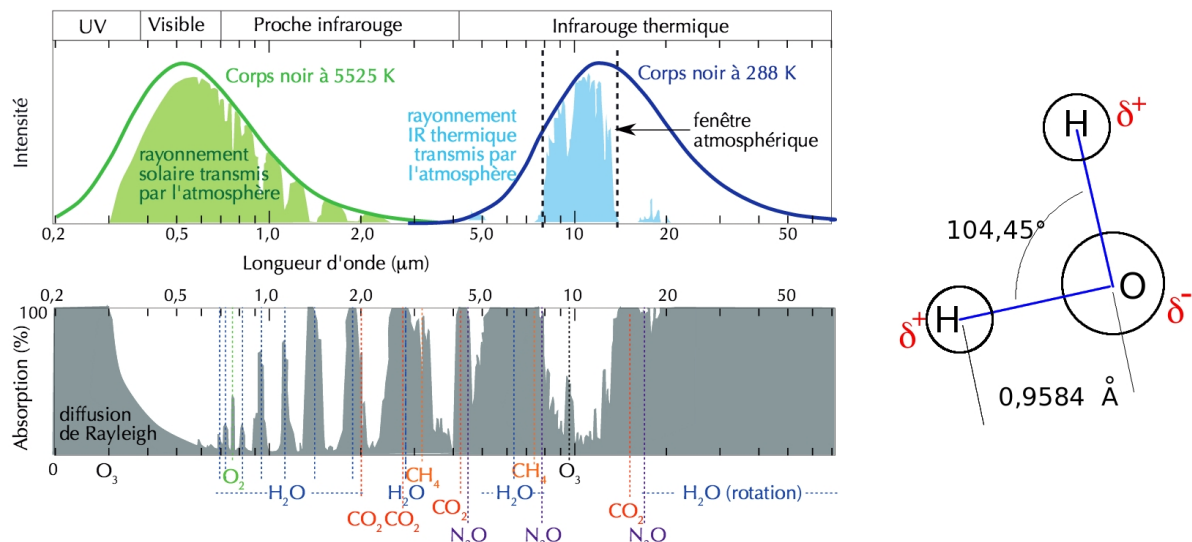 UV Visible Proche infrarouge Infrarouge thermique
Intensité
Corps noir à 5525 K
Corps noir à 288 K
rayonnement
solaire transmis
par l'atmosphère
rayonnement
IR thermique
transmis par
l'atmosphère
fenêtre
atmosphérique
0,2 0,5 1,0 2,0 5,0 10 20 50
Longueur d'onde (µm)
0,2 0,5 1,0 2,0 5,0 10 20 50
100
Absorption (%)
diffusion
de Rayleigh
0
O₃ O₂ CH₄ CH₄ O₃
H₂O H₂O H₂O H₂O (rotation)
CO₂ CO₂ CO₂ CO₂
N₂O N₂O N₂O
H δ+
104,45°
O
δ-
H
δ+
0,9584 Å